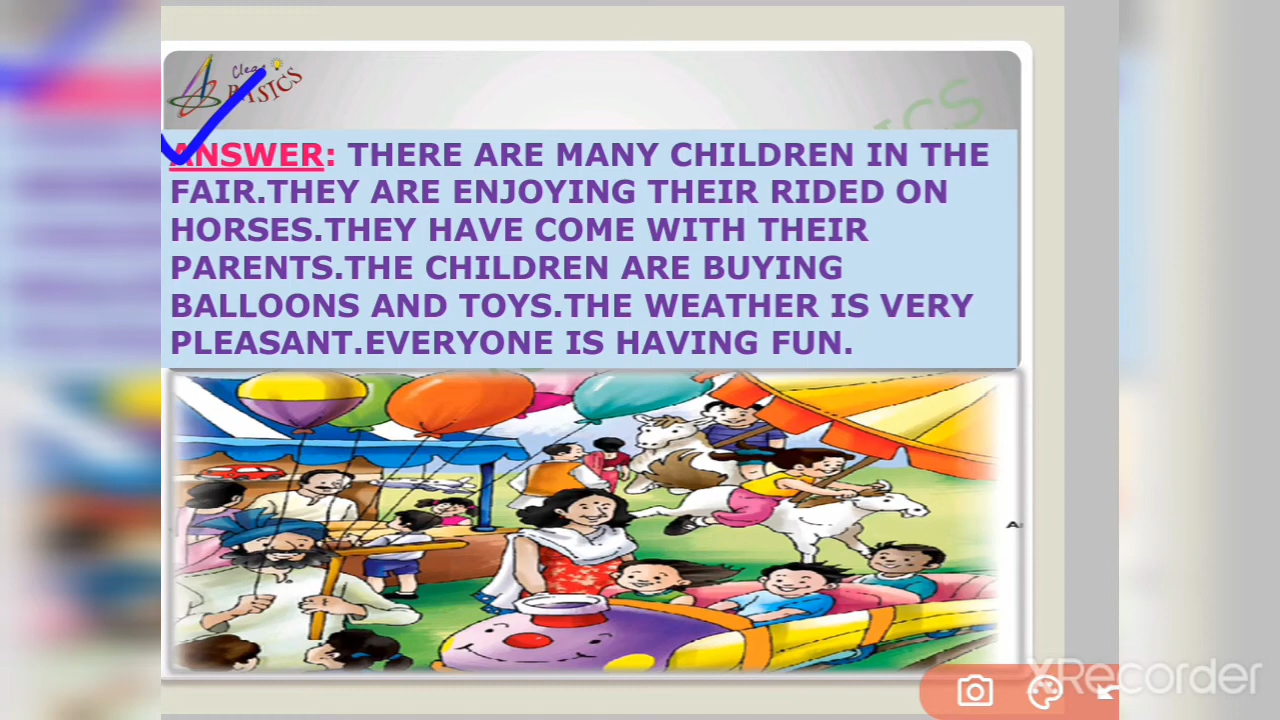 Clear
BASICS
ICS
ANSWER: THERE ARE MANY CHILDREN IN THE
FAIR.THEY ARE ENJOYING THEIR RIDED ON
HORSES.THEY HAVE COME WITH THEIR
PARENTS.THE CHILDREN ARE BUYING
BALLOONS AND TOYS.THE WEATHER IS VERY
PLEASANT.EVERYONE IS HAVING FUN.
XRecorder